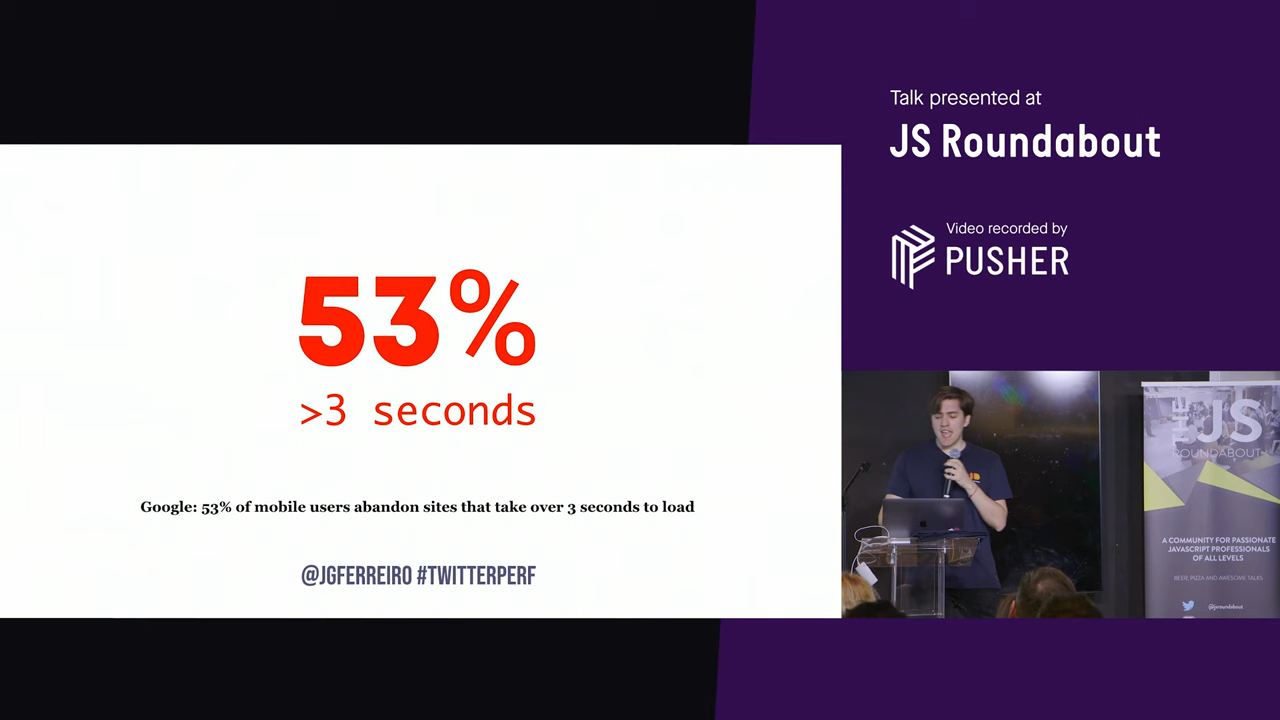 53%
>3 seconds
Google: 53% of mobile users abandon sites that take over 3 seconds to load
@JGFERREIRO #TWITTERPERF
Talk presented at
JS Roundabout
Video recorded by
PUSHER
THE JS
ROUNDABOUT
A COMMUNITY FOR PASSIONATE
JAVASCRIPT PROFESSIONALS
OF ALL LEVELS
BEER, PIZZA AND AWESOME TALKS
@jsroundabout